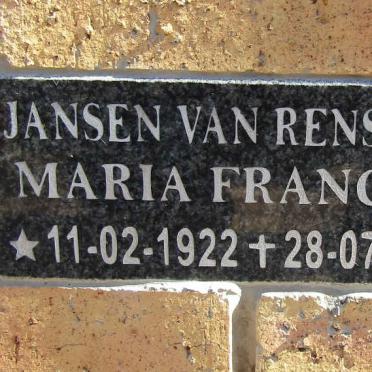 JANSEN VAN RENS
MARIA FRANC
★ 11-02-1922 ✝ 28-07